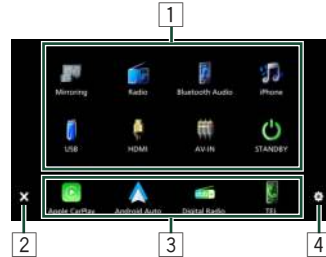 1
Mirroring Radio Bluetooth Audio iPhone
USB HDMI AV-IN STANDBY
Apple CarPlay Android Auto Digital Radio TEL
2 3 4